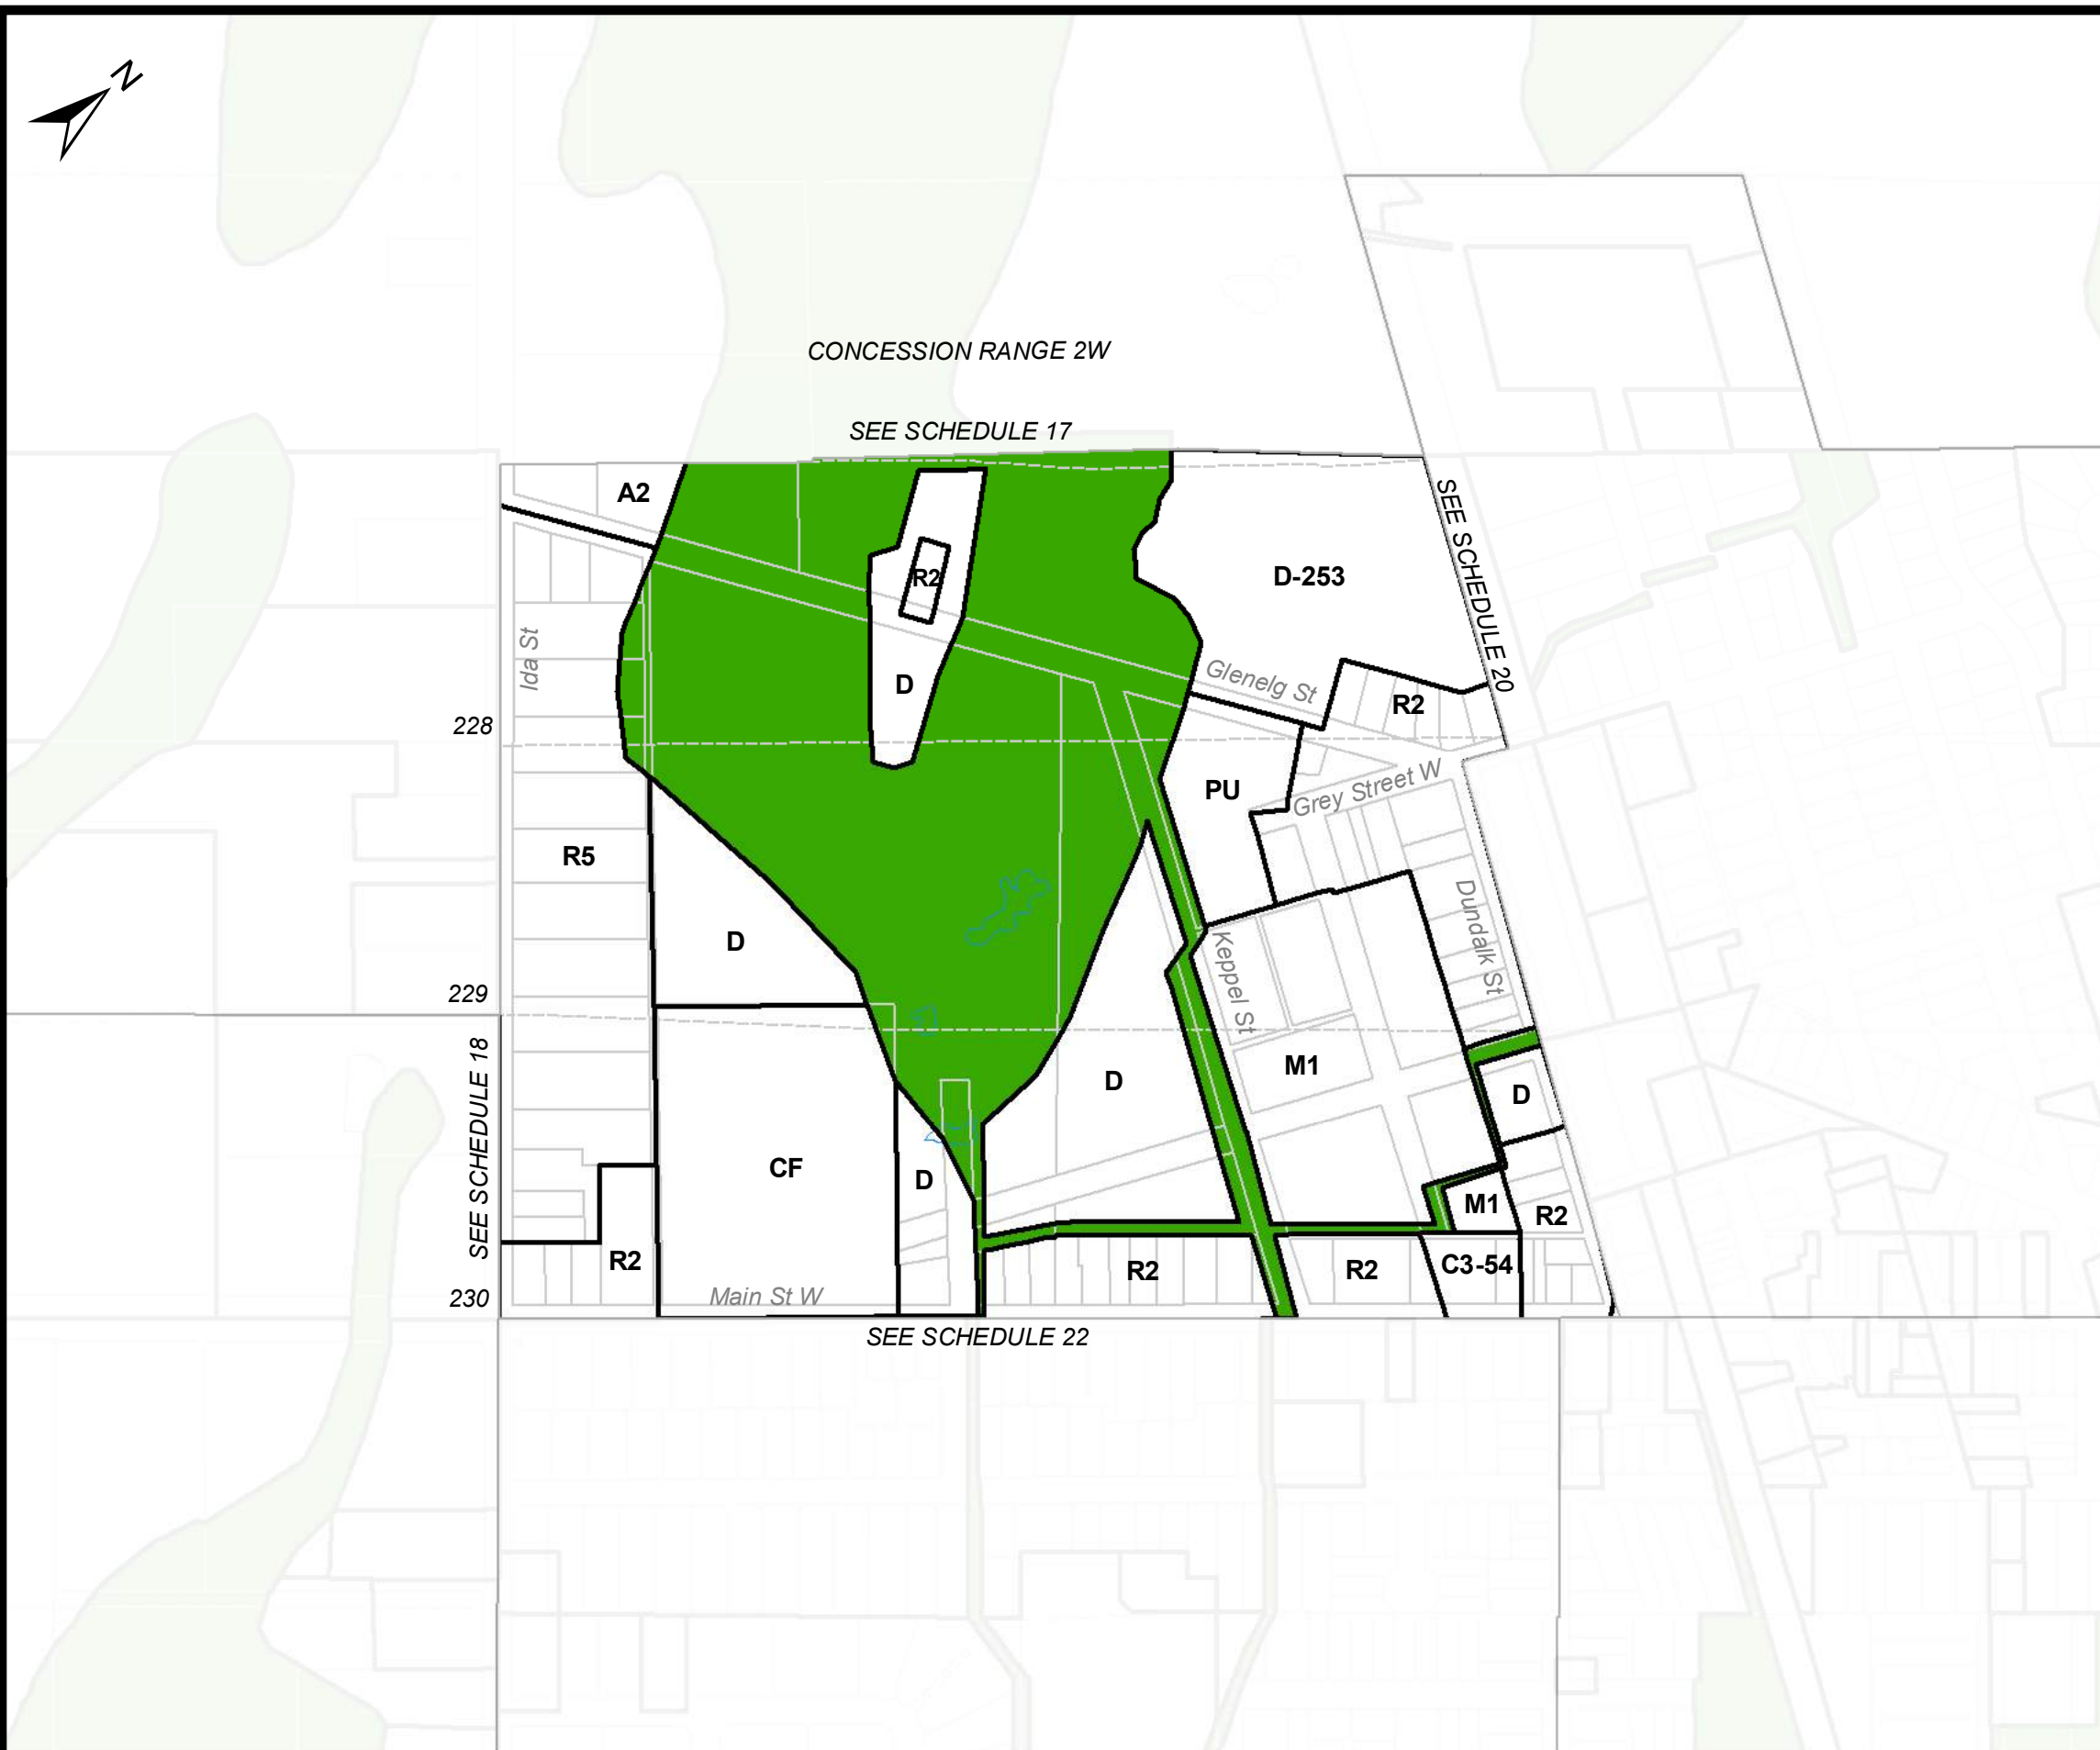 N
CONCESSION RANGE 2W
SEE SCHEDULE 17
A2
SEE SCHEDULE 20
D-253
R2
Ida St
Glenelg St
D
R2
228
PU
Grey Street W
R5
Dundalk St
D
Keppel St
229
SEE SCHEDULE 18
M1
D
D
CF
D
M1
R2
R2
C3-54
R2
R2
Main St W
230
SEE SCHEDULE 22